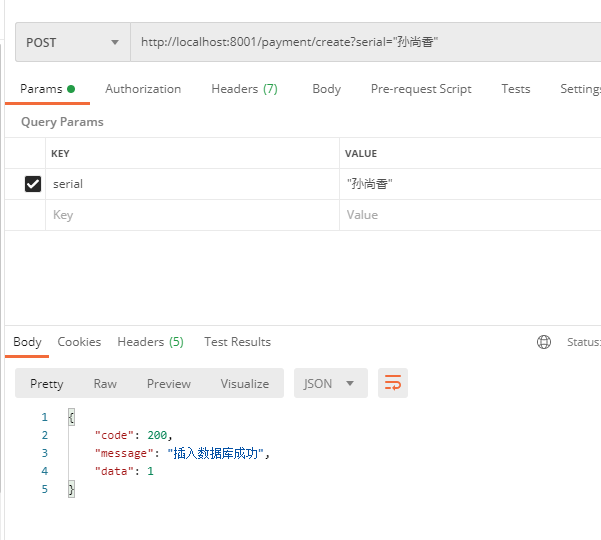 POST http://localhost:8001/payment/create?serial="孙尚香"
Params Authorization Headers (7) Body Pre-request Script Tests Settings
Query Params
KEY VALUE
serial "孙尚香"
Key Value
Body Cookies Headers (5) Test Results Status:
Pretty Raw Preview Visualize JSON
1 {
2 "code": 200,
3 "message": "插入数据库成功",
4 "data": 1
5 }